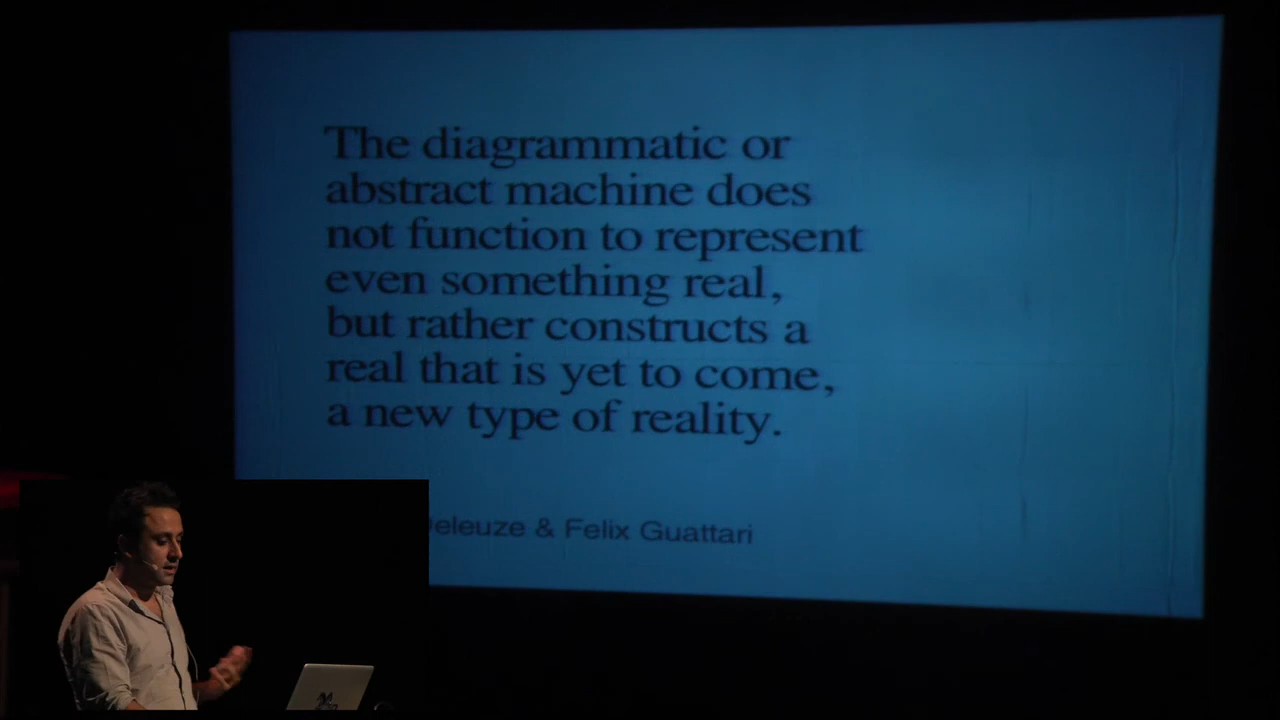 The diagrammatic or
abstract machine does
not function to represent
even something real,
but rather constructs a
real that is yet to come,
a new type of reality.
Deleuze & Felix Guattari